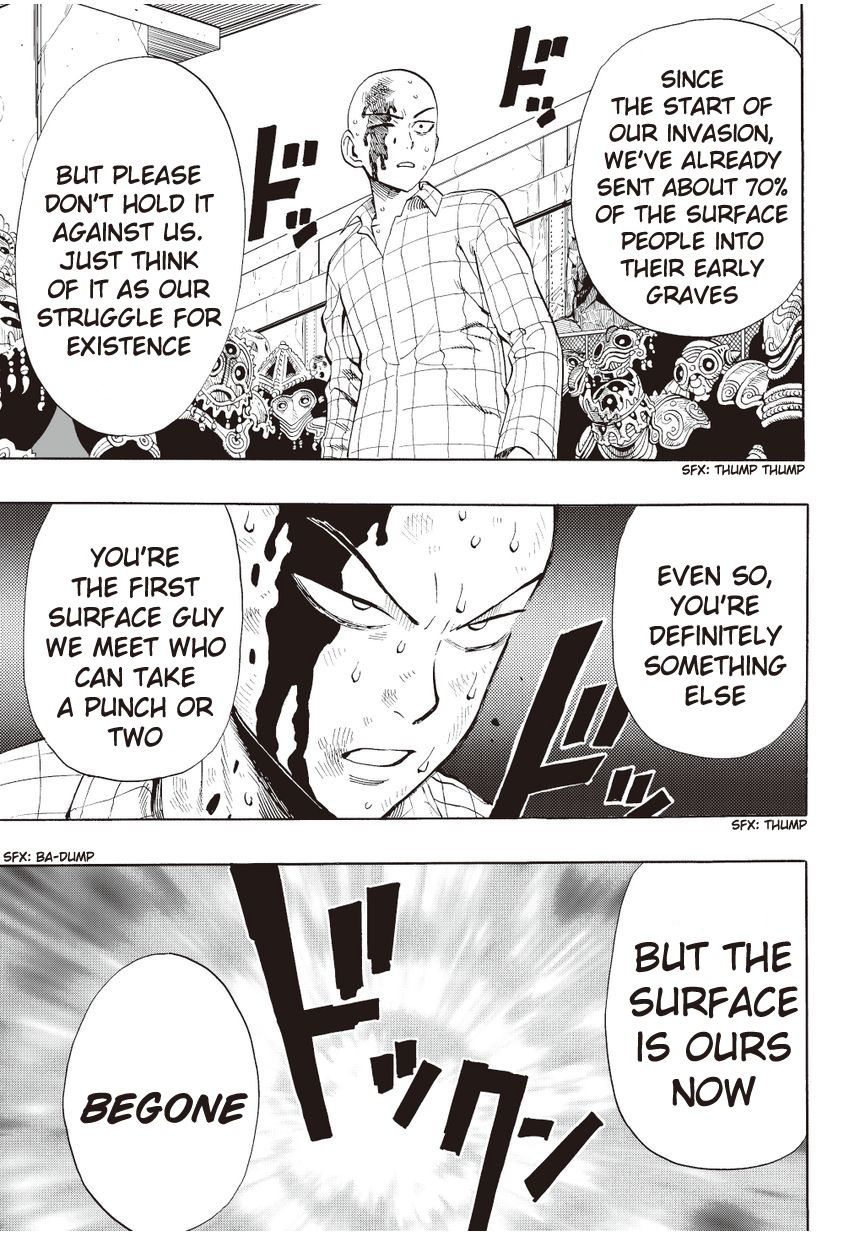 SINCE
THE START OF
OUR INVASION,
WE'VE ALREADY
SENT ABOUT 70%
OF THE SURFACE
PEOPLE INTO
THEIR EARLY
GRAVES
ドッ
ドッ
BUT PLEASE
DON'T HOLD IT
AGAINST US.
JUST THINK
OF IT AS OUR
STRUGGLE FOR
EXISTENCE
SFX: THUMP THUMP
EVEN SO,
YOU'RE
DEFINITELY
SOMETHING
ELSE
ドッ
YOU'RE
THE FIRST
SURFACE GUY
WE MEET WHO
CAN TAKE
A PUNCH OR
TWO
SFX: THUMP
SFX: BA-DUMP
BUT THE
SURFACE
IS OURS
NOW
ドックン
BEGONE